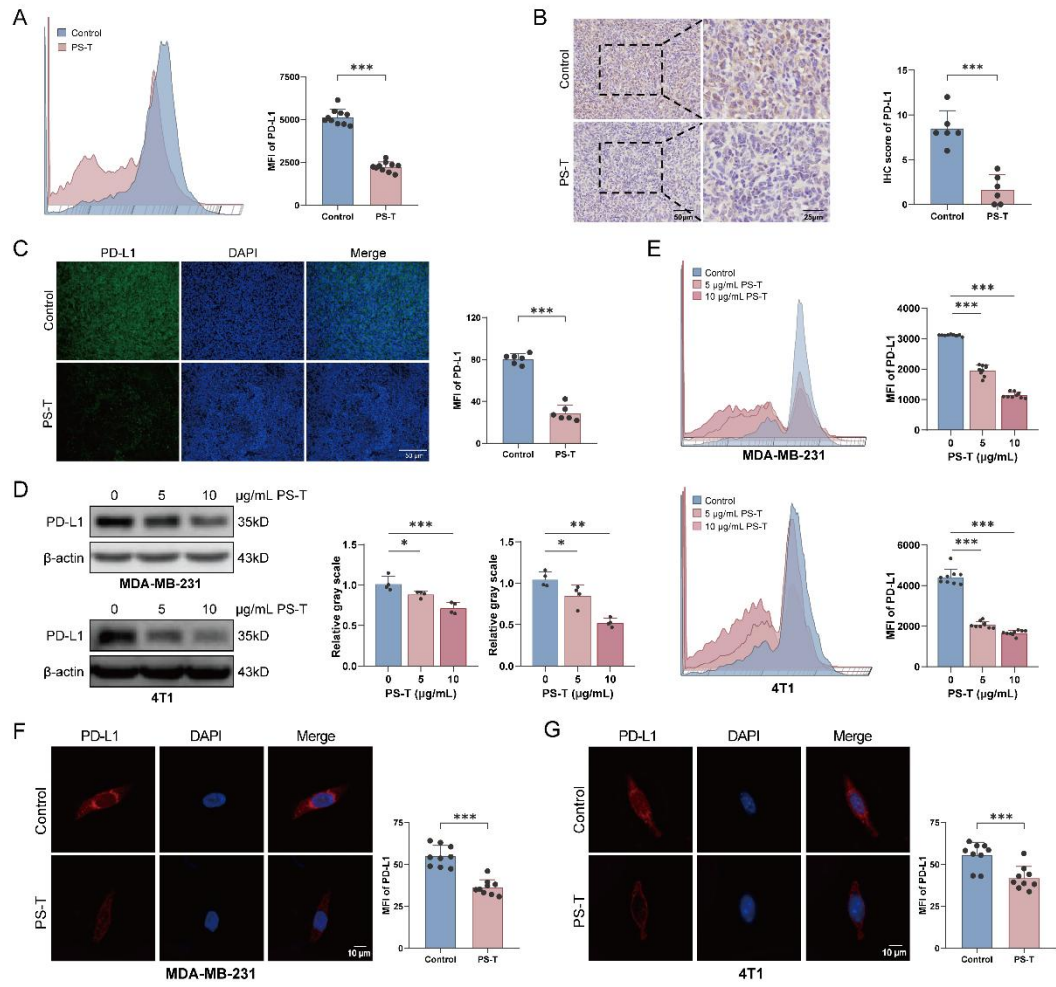 A
Control
PS-T
MFI of PD-L1
7500
5000
2500
0
***
Control PS-T
B
Control
PS-T
50μm
25μm
IHC score of PD-L1
15
10
5
0
***
Control PS-T
C
PD-L1 DAPI Merge
Control
PS-T
50 μm
MFI of PD-L1
120
80
40
0
***
Control PS-T
D
0 5 10 μg/mL PS-T
PD-L1 35kD
β-actin 43kD
MDA-MB-231
0 5 10 μg/mL PS-T
PD-L1 35kD
β-actin 43kD
4T1
Relative gray scale
1.5
1.0
0.5
0.0
***
*
0 5 10
PS-T (μg/mL)
Relative gray scale
1.5
1.0
0.5
0.0
**
*
0 5 10
PS-T (μg/mL)
E
Control
5 μg/mL PS-T
10 μg/mL PS-T
MDA-MB-231
MFI of PD-L1
4000
3000
2000
1000
0
***
***
0 5 10
PS-T (μg/mL)
Control
5 μg/mL PS-T
10 μg/mL PS-T
4T1
MFI of PD-L1
6000
4000
2000
0
***
***
0 5 10
PS-T (μg/mL)
F
PD-L1 DAPI Merge
Control
PS-T
10 μm
MDA-MB-231
MFI of PD-L1
75
50
25
0
***
Control PS-T
G
PD-L1 DAPI Merge
Control
PS-T
10 μm
4T1
MFI of PD-L1
75
50
25
0
***
Control PS-T